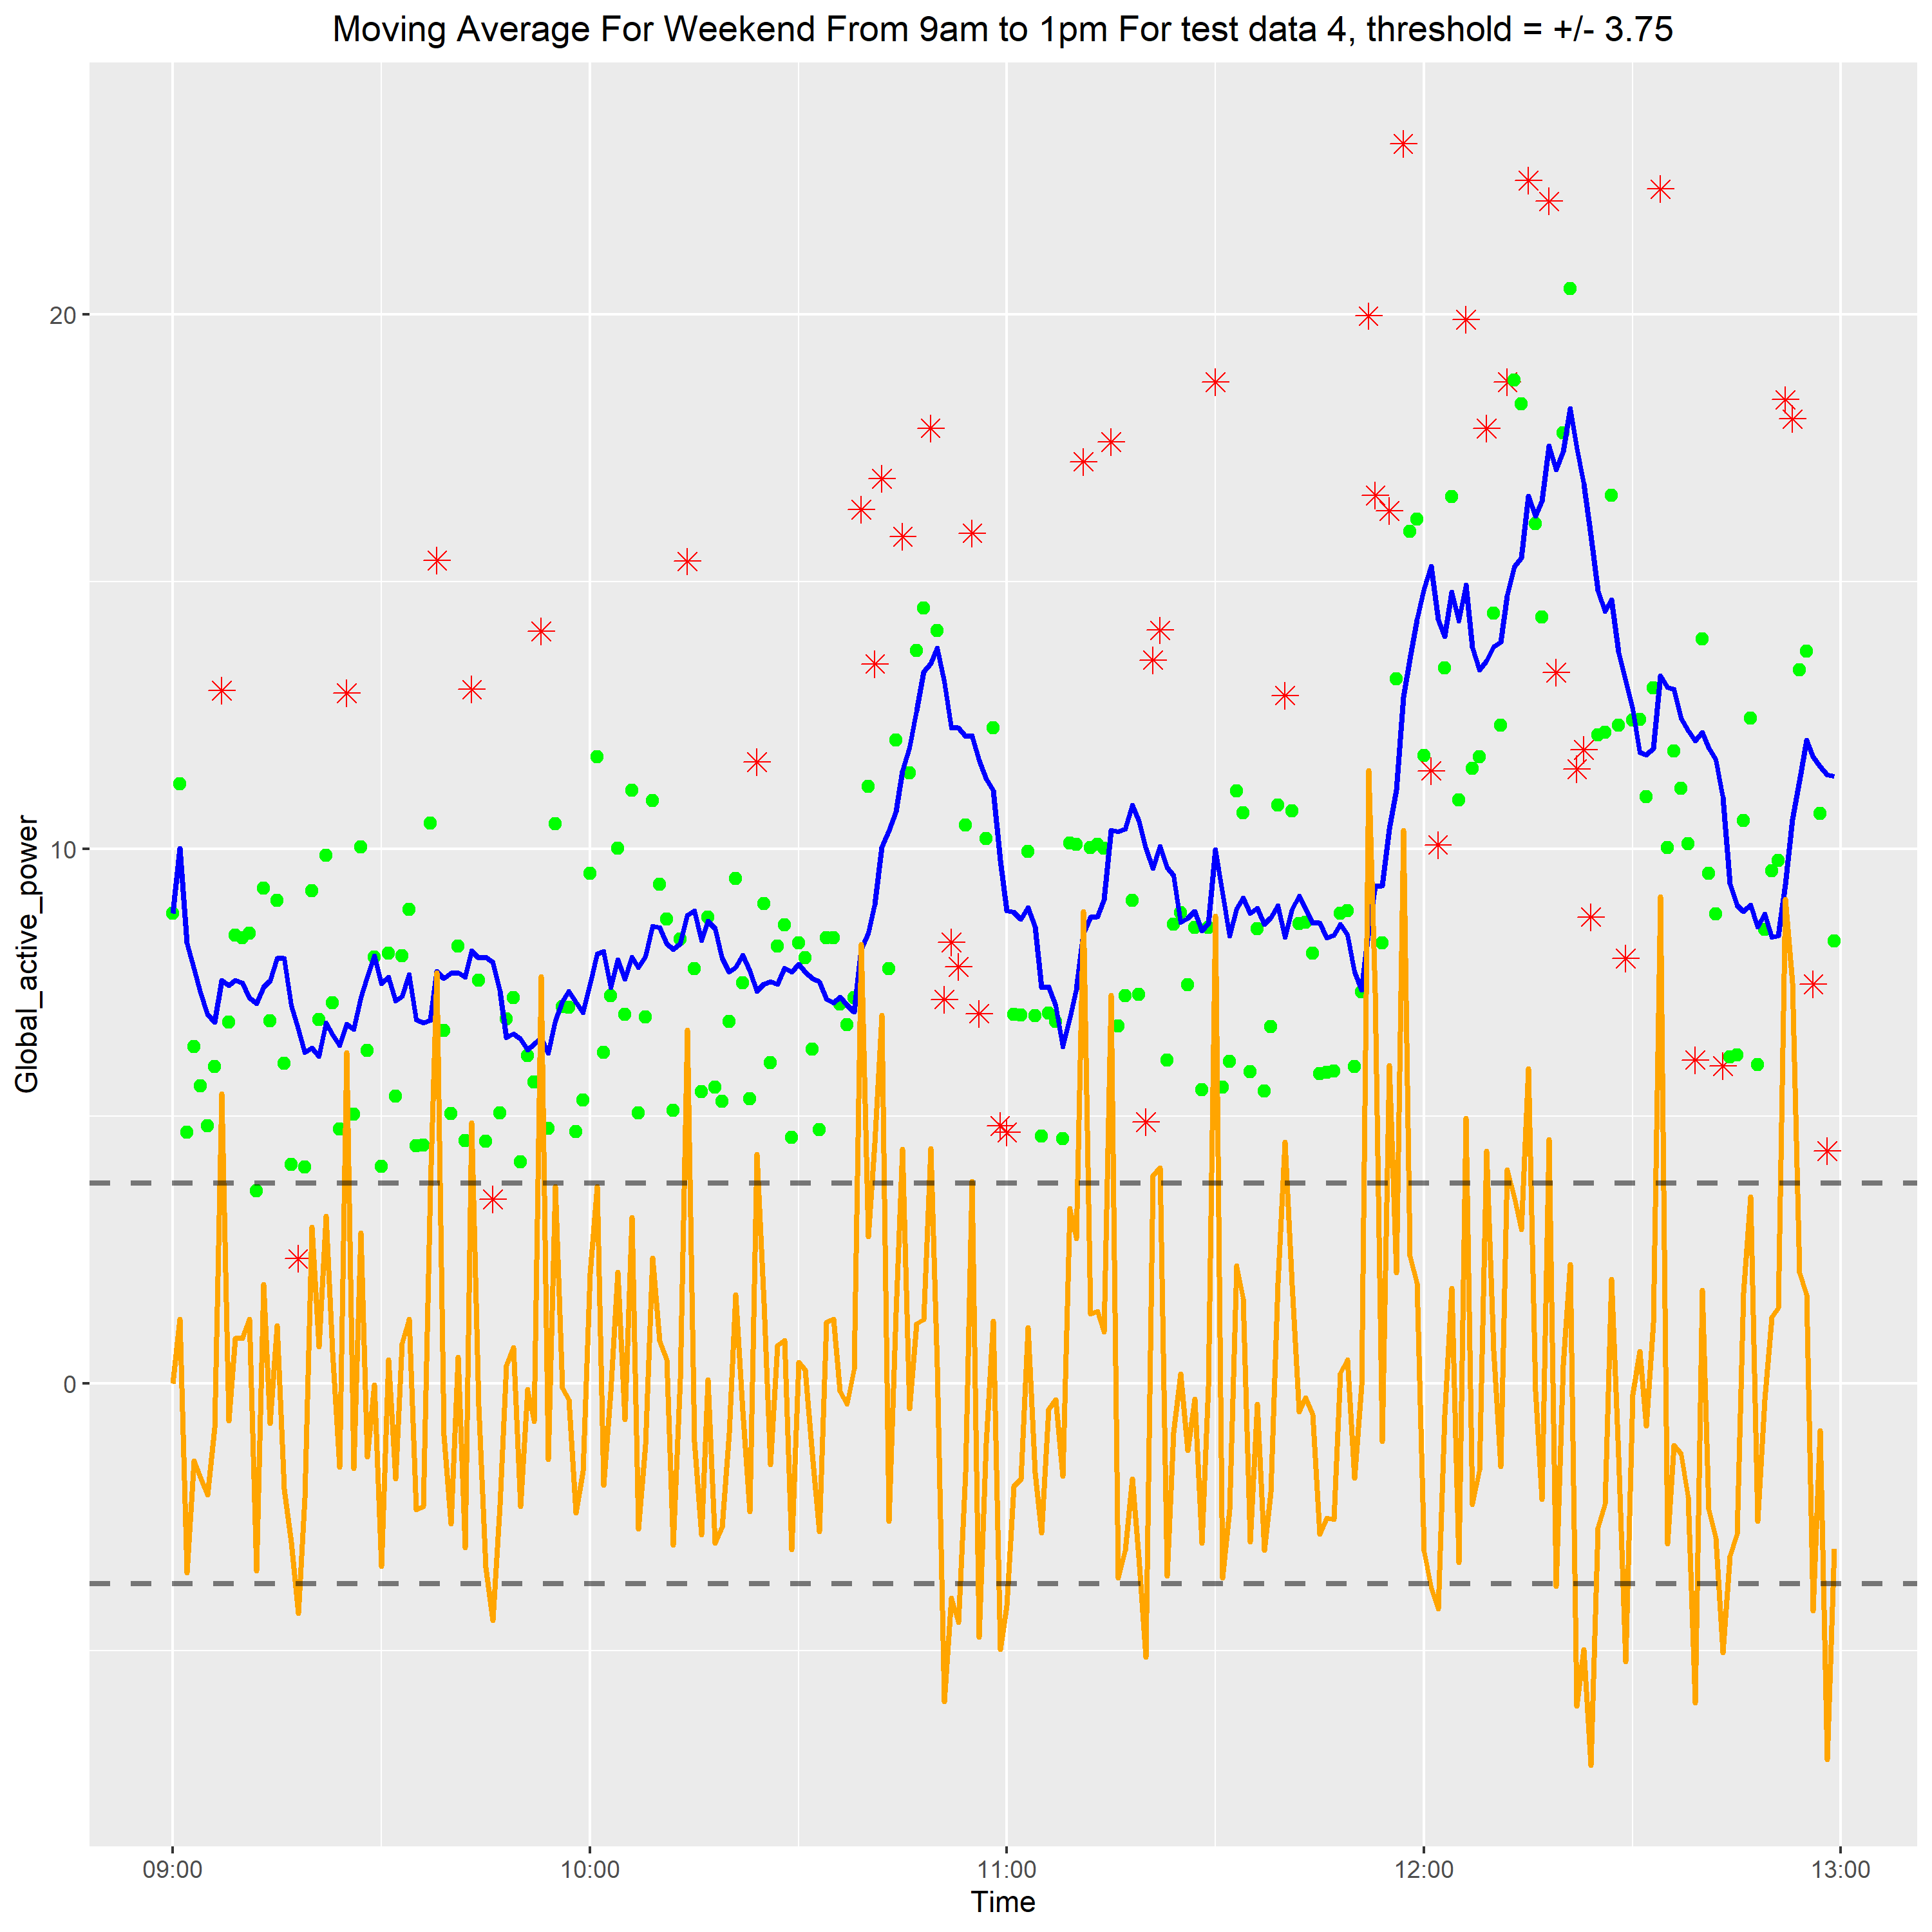 Moving Average For Weekend From 9am to 1pm For test data 4, threshold = +/- 3.75
Global_active_power
20
10
0
09:00
10:00
11:00
12:00
13:00
Time